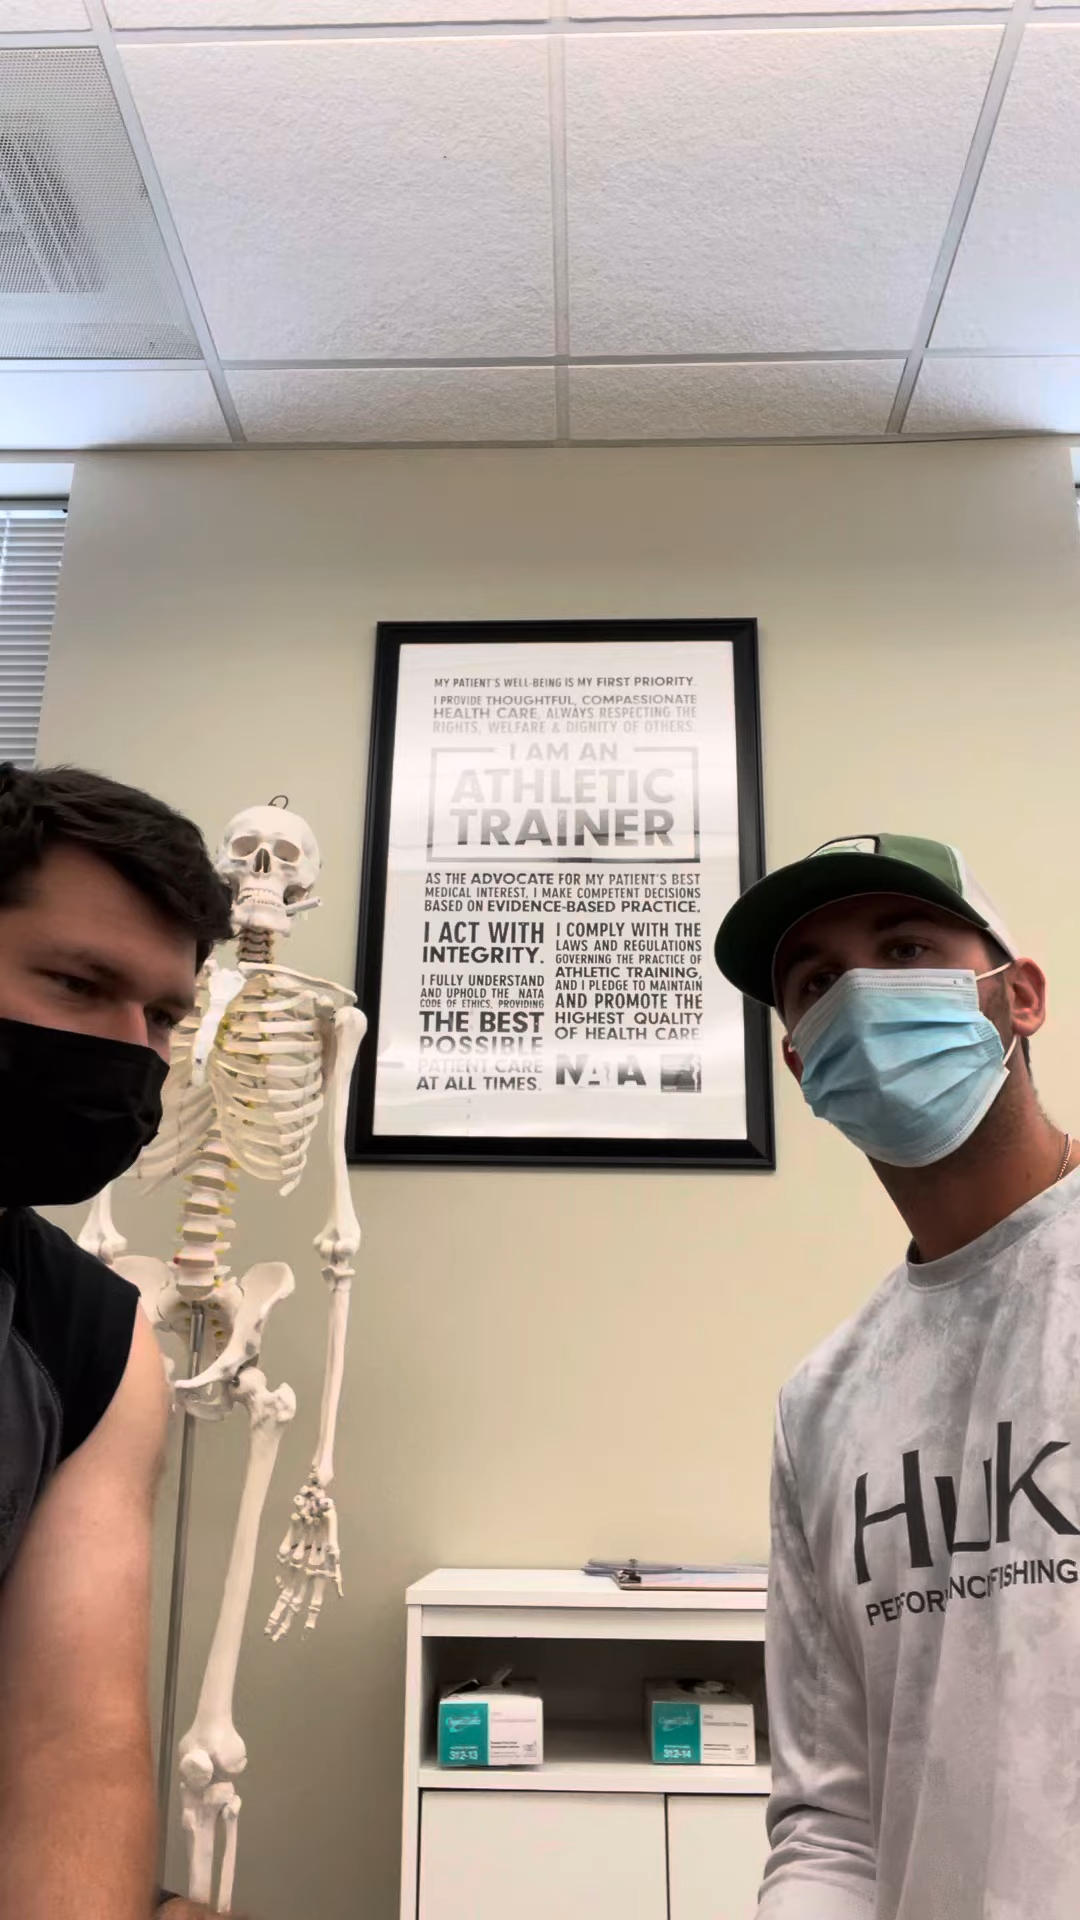 MY PATIENT'S WELL-BEING IS MY FIRST PRIORITY.
I PROVIDE THOUGHTFUL, COMPASSIONATE
HEALTH CARE, ALWAYS RESPECTING THE
RIGHTS, WELFARE & DIGNITY OF OTHERS.
I AM AN
ATHLETIC
TRAINER
AS THE ADVOCATE FOR MY PATIENT'S BEST
MEDICAL INTEREST, I MAKE COMPETENT DECISIONS
BASED ON EVIDENCE-BASED PRACTICE.
I ACT WITH
INTEGRITY.
I FULLY UNDERSTAND
AND UPHOLD THE NATA
CODE OF ETHICS, PROVIDING
THE BEST
POSSIBLE
PATIENT CARE
AT ALL TIMES.
I COMPLY WITH THE
LAWS AND REGULATIONS
GOVERNING THE PRACTICE OF
ATHLETIC TRAINING,
AND I PLEDGE TO MAINTAIN
AND PROMOTE THE
HIGHEST QUALITY
OF HEALTH CARE
NATA
Huk
PERFORMANCE FISHING
312-13
312-14